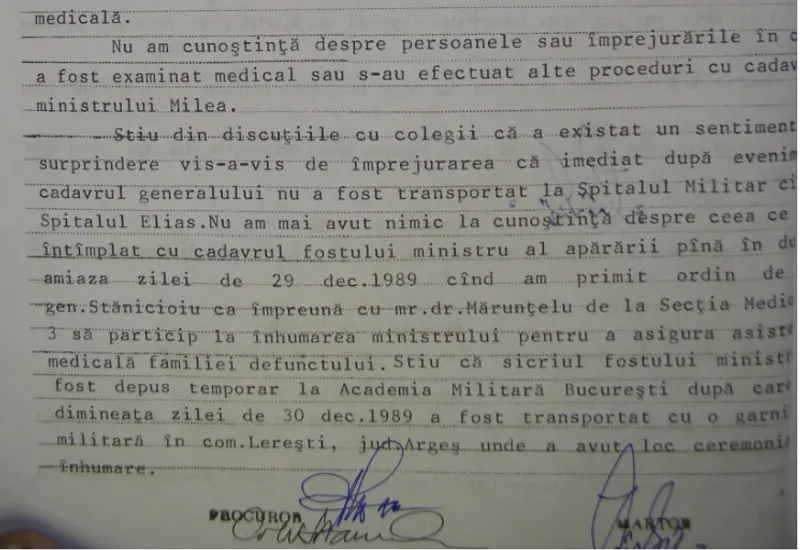 medicală.
Nu am cunoştinţă despre persoanele sau împrejurările în c
a fost examinat medical sau s-au efectuat alte proceduri cu cadav
ministrului Milea.
Stiu din discuţiile cu colegii că a existat un sentiment
surprindere vis-a-vis de împrejurarea că imediat după evenim
cadavrul generalului nu a fost transportat la Spitalul Militar ci
Spitalul Elias.Nu am mai avut nimic la cunoştinţă despre ceea ce
întîmplat cu cadavrul fostului ministru al apărării pînă în du
amiaza zilei de 29 dec.1989 cînd am primit ordin de
gen.Stănicioiu ca împreună cu mr.dr.Mărunţelu de la Secţia Medic
3 să particip la înhumarea ministrului pentru a asigura asist
medicală familiei defunctului.Stiu că sicriul fostului minist
fost depus temporar la Academia Militară Bucureşti după car
dimineaţa zilei de 30 dec.1989 a fost transportat cu o garni
militară în com.Lereşti, jud.Argeş unde a avut loc ceremoni
înhumare.
PROCUROR
MARTOR